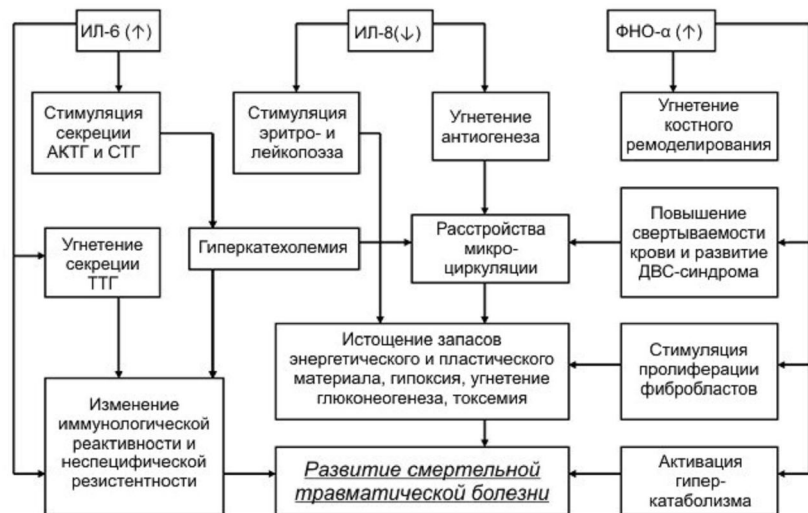 ИЛ-6 (↑)
ИЛ-8(↓)
ФНО-α (↑)
Стимуляция
секреции
АКТГ и СТГ
Стимуляция
эритро- и
лейкопоэза
Угнетение
антиогенеза
Угнетение
костного
ремоделирования
Угнетение
секреции
ТТГ
Гиперкатехолемия
Расстройства
микро-
циркуляции
Повышение
свертываемости
крови и развитие
ДВС-синдрома
Истощение запасов
энергетического и пластического
материала, гипоксия, угнетение
глюконеогенеза, токсемия
Стимуляция
пролиферации
фибробластов
Изменение
иммунологической
реактивности и
неспецифической
резистентности
Развитие смертельной
травматической болезни
Активация
гипер-
катаболизма